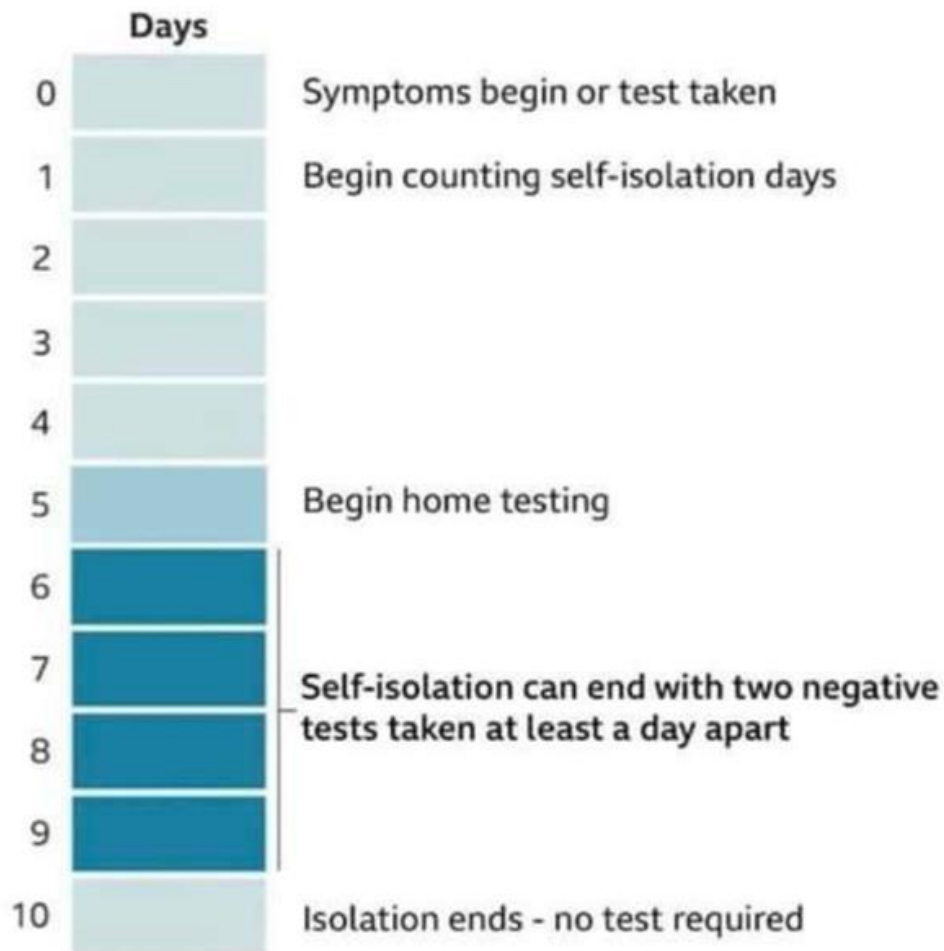 Days
0 Symptoms begin or test taken
1 Begin counting self-isolation days
2
3
4
5 Begin home testing
6
7
Self-isolation can end with two negative
tests taken at least a day apart
8
9
10 Isolation ends - no test required